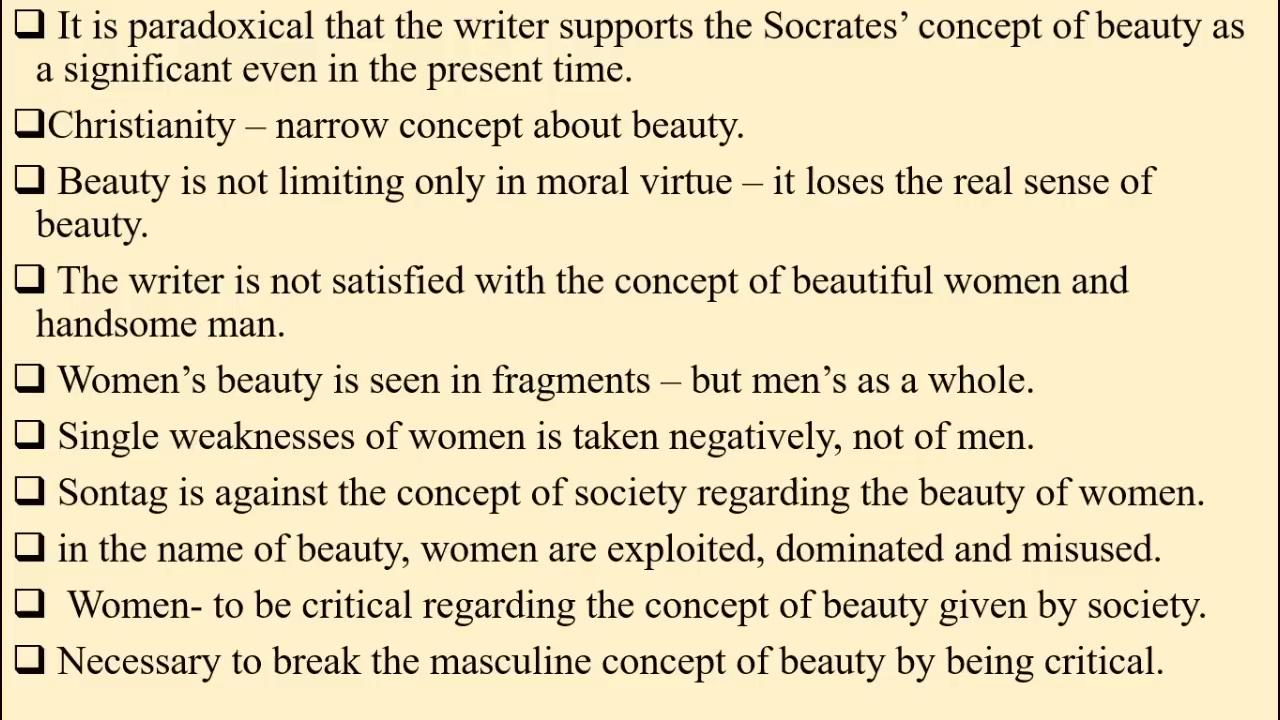 ❑ It is paradoxical that the writer supports the Socrates’ concept of beauty as
a significant even in the present time.
❑Christianity – narrow concept about beauty.
❑ Beauty is not limiting only in moral virtue – it loses the real sense of
beauty.
❑ The writer is not satisfied with the concept of beautiful women and
handsome man.
❑ Women’s beauty is seen in fragments – but men’s as a whole.
❑ Single weaknesses of women is taken negatively, not of men.
❑ Sontag is against the concept of society regarding the beauty of women.
❑ in the name of beauty, women are exploited, dominated and misused.
❑ Women- to be critical regarding the concept of beauty given by society.
❑ Necessary to break the masculine concept of beauty by being critical.